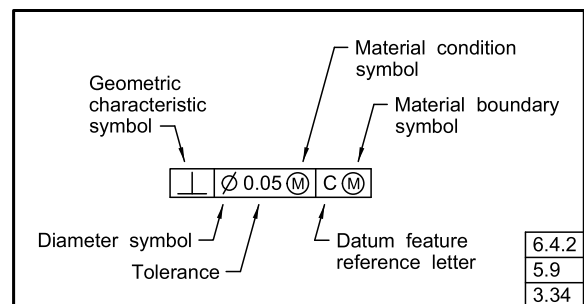 Material condition
symbol
Geometric
characteristic
symbol
Material boundary
symbol
⊥ Ø 0.05 Ⓜ C Ⓜ
Diameter symbol
Datum feature
reference letter
Tolerance
6.4.2
5.9
3.34